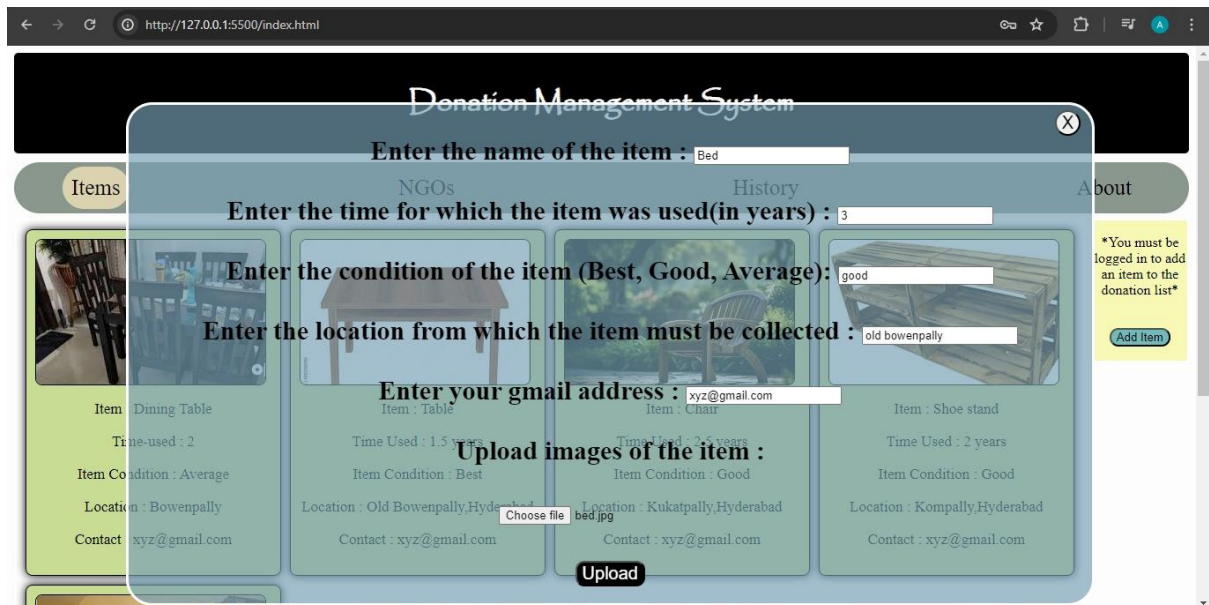 http://127.0.0.1:5500/index.html
A
Donation Management System
X
Enter the name of the item : Bed
Items NGOs History About
Enter the time for which the item was used(in years) : 3
Enter the condition of the item (Best, Good, Average): good
Enter the location from which the item must be collected : old bowenpally
Enter your gmail address : xyz@gmail.com
Upload images of the item :
Choose file bed.jpg
Upload
Item : Dining Table
Time-used : 2
Item Condition : Average
Location : Bowenpally
Contact : xyz@gmail.com
Item : Table
Time Used : 1.5 years
Item Condition : Best
Location : Old Bowenpally,Hyderabad
Contact : xyz@gmail.com
Item : Chair
Time Used : 2.5 years
Item Condition : Good
Location : Kukatpally,Hyderabad
Contact : xyz@gmail.com
Item : Shoe stand
Time Used : 2 years
Item Condition : Good
Location : Kompally,Hyderabad
Contact : xyz@gmail.com
*You must be
logged in to add
an item to the
donation list*
Add Item